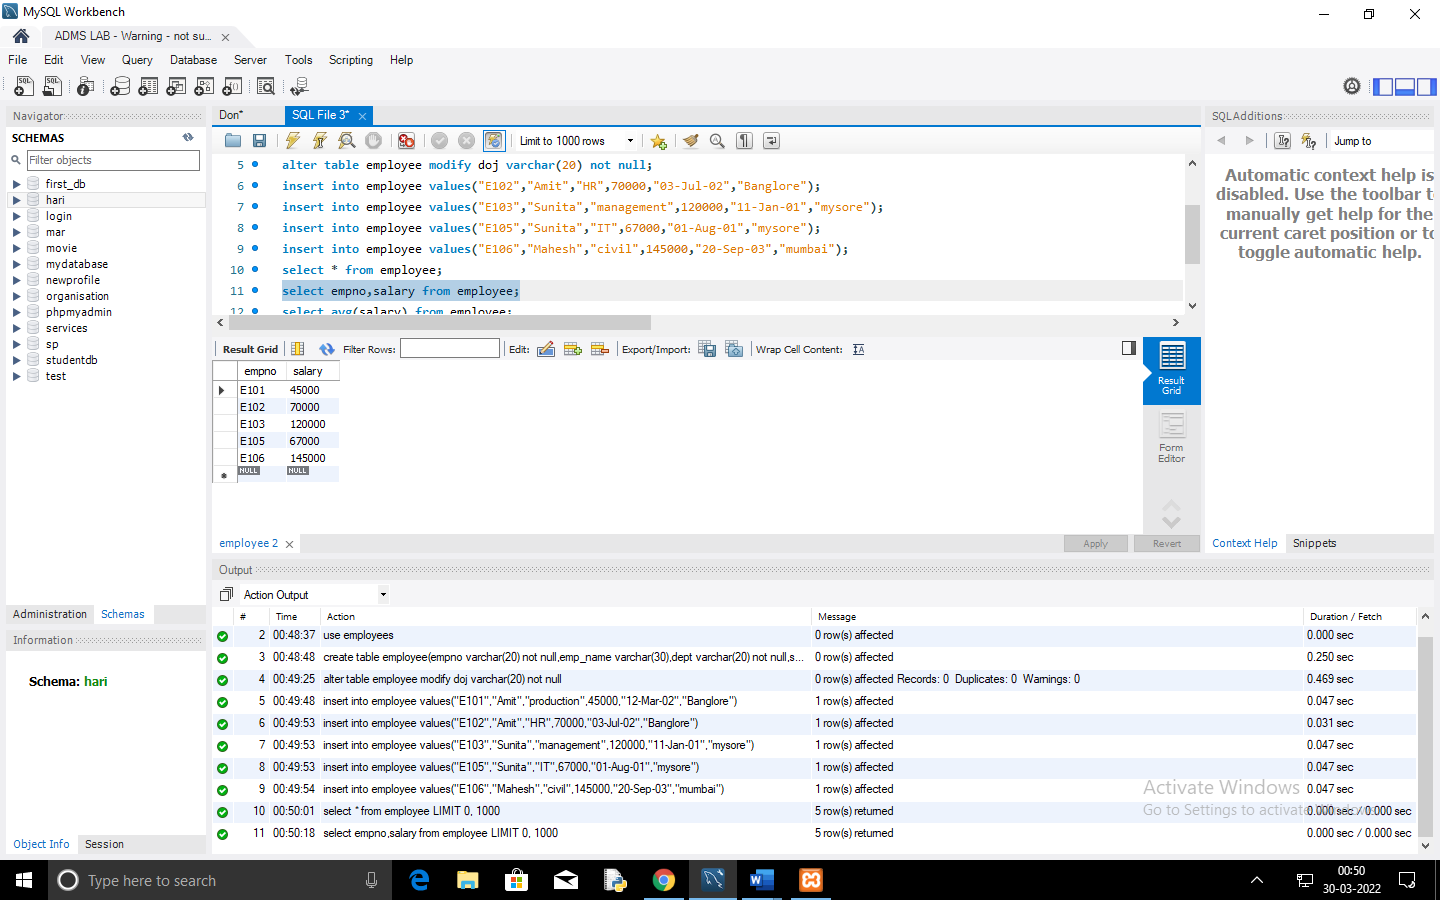 MySQL Workbench
ADMS LAB - Warning - not su...
File Edit View Query Database Server Tools Scripting Help
Navigator
SCHEMAS
Filter objects
first_db
hari
login
mar
movie
mydatabase
newprofile
organisation
phpmyadmin
services
sp
studentdb
test
Administration Schemas
Information
Schema: hari
Object Info Session
Don*
SQL File 3*
Limit to 1000 rows
5 alter table employee modify doj varchar(20) not null;
6 insert into employee values("E102","Amit","HR",70000,"03-Jul-02","Banglore");
7 insert into employee values("E103","Sunita","management",120000,"11-Jan-01","mysore");
8 insert into employee values("E105","Sunita","IT",67000,"01-Aug-01","mysore");
9 insert into employee values("E106","Mahesh","civil",145000,"20-Sep-03","mumbai");
10 select * from employee;
11 select empno,salary from employee;
12 select avg(salary) from employee;
Result Grid Filter Rows: Edit: Export/Import: Wrap Cell Content:
empno salary
E101 45000
E102 70000
E103 120000
E105 67000
E106 145000
NULL NULL
Result Grid
Form Editor
employee 2
Apply Revert
SQLAdditions
Jump to
Automatic context help is
disabled. Use the toolbar t
manually get help for the
current caret position or to
toggle automatic help.
Context Help Snippets
Output
Action Output
# Time Action Message Duration / Fetch
2 00:48:37 use employees 0 row(s) affected 0.000 sec
3 00:48:48 create table employee(empno varchar(20) not null,emp_name varchar(30),dept varchar(20) not null,s... 0 row(s) affected 0.250 sec
4 00:49:25 alter table employee modify doj varchar(20) not null 0 row(s) affected Records: 0 Duplicates: 0 Warnings: 0 0.469 sec
5 00:49:48 insert into employee values("E101","Amit","production",45000,"12-Mar-02","Banglore") 1 row(s) affected 0.047 sec
6 00:49:53 insert into employee values("E102","Amit","HR",70000,"03-Jul-02","Banglore") 1 row(s) affected 0.031 sec
7 00:49:53 insert into employee values("E103","Sunita","management",120000,"11-Jan-01","mysore") 1 row(s) affected 0.047 sec
8 00:49:53 insert into employee values("E105","Sunita","IT",67000,"01-Aug-01","mysore") 1 row(s) affected 0.047 sec
9 00:49:54 insert into employee values("E106","Mahesh","civil",145000,"20-Sep-03","mumbai") 1 row(s) affected 0.047 sec
10 00:50:01 select * from employee LIMIT 0, 1000 5 row(s) returned 0.000 sec / 0.000 sec
11 00:50:18 select empno,salary from employee LIMIT 0, 1000 5 row(s) returned 0.000 sec / 0.000 sec
Activate Windows
Go to Settings to activate Windows.
Type here to search
00:50
30-03-2022